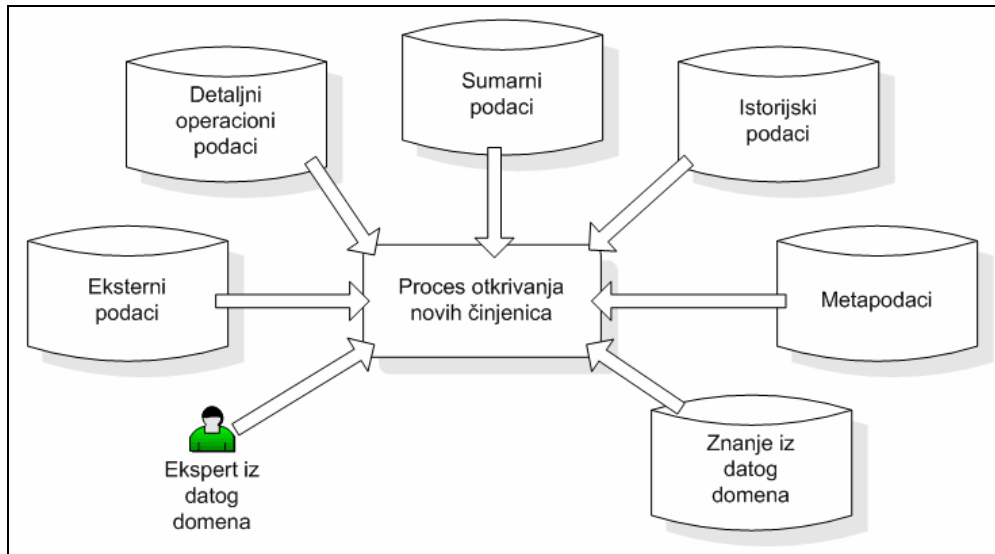 Detaljni
operacioni
podaci
Sumarni
podaci
Istorijski
podaci
Eksterni
podaci
Proces otkrivanja
novih činjenica
Metapodaci
Ekspert iz
datog
domena
Znanje iz
datog
domena